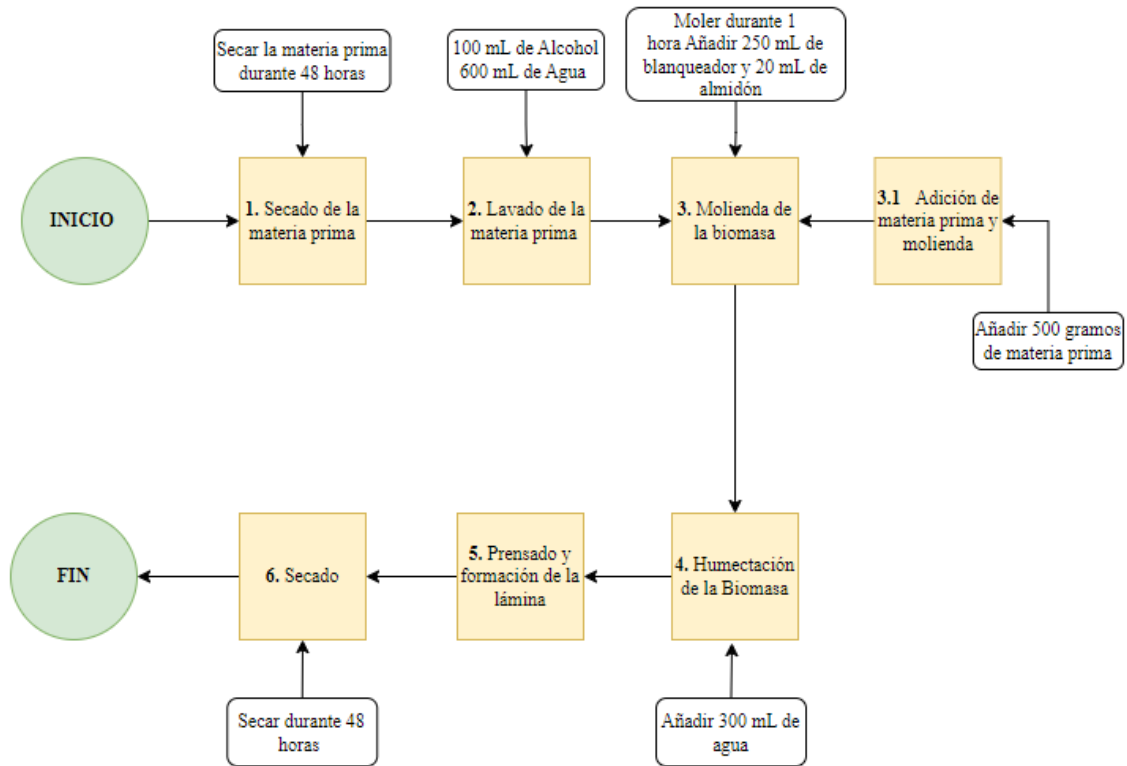 Secar la materia prima
durante 48 horas
100 mL de Alcohol
600 mL de Agua
Moler durante 1
hora Añadir 250 mL de
blanqueador y 20 mL de
almidón
INICIO
1. Secado de la
materia prima
2. Lavado de la
materia prima
3. Molienda de
la biomasa
3.1 Adición de
materia prima y
molienda
Añadir 500 gramos
de materia prima
FIN
6. Secado
5. Prensado y
formación de la
lámina
4. Humectación
de la Biomasa
Secar durante 48
horas
Añadir 300 mL de
agua